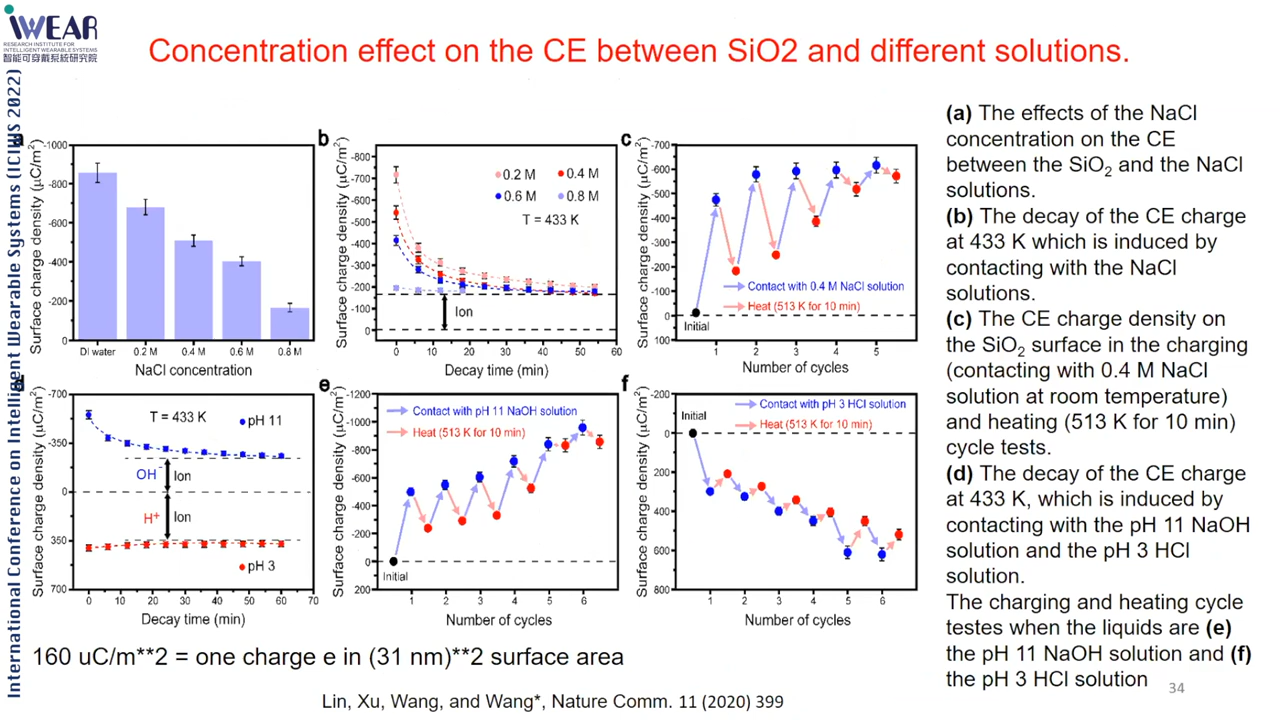 iWEAR
RESEARCH INSTITUTE FOR
INTELLIGENT WEARABLE SYSTEMS
智能可穿戴系統研究院
International Conference on Intelligent Wearable Systems (ICIWS 2022)
Concentration effect on the CE between SiO2 and different solutions.
a
Surface charge density (μC/m²)
-1000
-800
-600
-400
-200
0
DI water 0.2 M 0.4 M 0.6 M 0.8 M
NaCl concentration
b
Surface charge density (μC/m²)
-800
-700
-600
-500
-400
-300
-200
-100
0
0.2 M 0.4 M
0.6 M 0.8 M
T = 433 K
Ion
0 10 20 30 40 50 60
Decay time (min)
c
Surface charge density (μC/m²)
-700
-600
-500
-400
-300
-200
-100
0
100
Contact with 0.4 M NaCl solution
Heat (513 K for 10 min)
Initial
1 2 3 4 5
Number of cycles
d
Surface charge density (μC/m²)
-700
-350
0
350
700
T = 433 K
pH 11
OH⁻ Ion
H⁺ Ion
pH 3
0 10 20 30 40 50 60 70
Decay time (min)
e
Surface charge density (μC/m²)
-1200
-1000
-800
-600
-400
-200
0
200
Contact with pH 11 NaOH solution
Heat (513 K for 10 min)
Initial
1 2 3 4 5 6
Number of cycles
f
Surface charge density (μC/m²)
-200
0
200
400
600
800
Initial
Contact with pH 3 HCl solution
Heat (513 K for 10 min)
1 2 3 4 5 6
Number of cycles
(a) The effects of the NaCl
concentration on the CE
between the SiO₂ and the NaCl
solutions.
(b) The decay of the CE charge
at 433 K which is induced by
contacting with the NaCl
solutions.
(c) The CE charge density on
the SiO₂ surface in the charging
(contacting with 0.4 M NaCl
solution at room temperature)
and heating (513 K for 10 min)
cycle tests.
(d) The decay of the CE charge
at 433 K, which is induced by
contacting with the pH 11 NaOH
solution and the pH 3 HCl
solution.
The charging and heating cycle
testes when the liquids are (e)
the pH 11 NaOH solution and (f)
the pH 3 HCl solution
160 uC/m**2 = one charge e in (31 nm)**2 surface area
Lin, Xu, Wang, and Wang*, Nature Comm. 11 (2020) 399
34